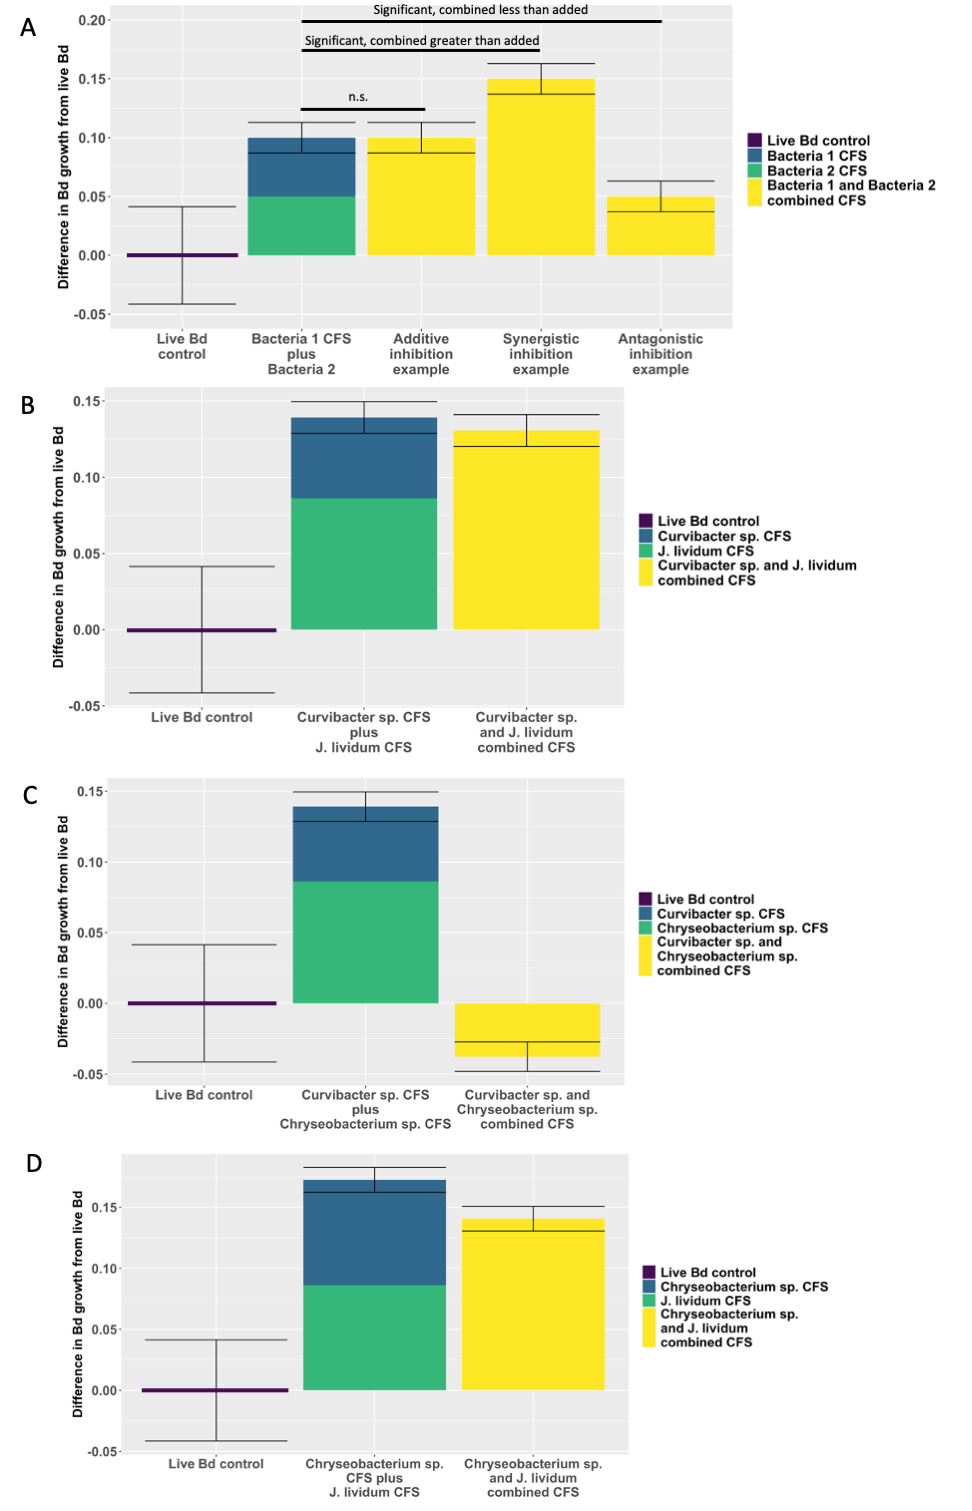 A
Significant, combined less than added
Significant, combined greater than added
n.s.
0.20
0.15
0.10
0.05
0.00
-0.05
Difference in Bd growth from live Bd
Live Bd
control
Bacteria 1 CFS
plus
Bacteria 2
Additive
inhibition
example
Synergistic
inhibition
example
Antagonistic
inhibition
example
Live Bd control
Bacteria 1 CFS
Bacteria 2 CFS
Bacteria 1 and Bacteria 2
combined CFS
B
0.15
0.10
0.05
0.00
-0.05
Difference in Bd growth from live Bd
Live Bd control
Curvibacter sp. CFS
plus
J. lividum CFS
Curvibacter sp.
and J. lividum
combined CFS
Live Bd control
Curvibacter sp. CFS
J. lividum CFS
Curvibacter sp. and J. lividum
combined CFS
C
0.15
0.10
0.05
0.00
-0.05
Difference in Bd growth from live Bd
Live Bd control
Curvibacter sp. CFS
plus
Chryseobacterium sp. CFS
Curvibacter sp. and
Chryseobacterium sp.
combined CFS
Live Bd control
Curvibacter sp. CFS
Chryseobacterium sp. CFS
Curvibacter sp. and
Chryseobacterium sp.
combined CFS
D
0.15
0.10
0.05
0.00
-0.05
Difference in Bd growth from live Bd
Live Bd control
Chryseobacterium sp.
CFS plus
J. lividum CFS
Chryseobacterium sp.
and J. lividum
combined CFS
Live Bd control
Chryseobacterium sp. CFS
J. lividum CFS
Chryseobacterium sp.
and J. lividum
combined CFS